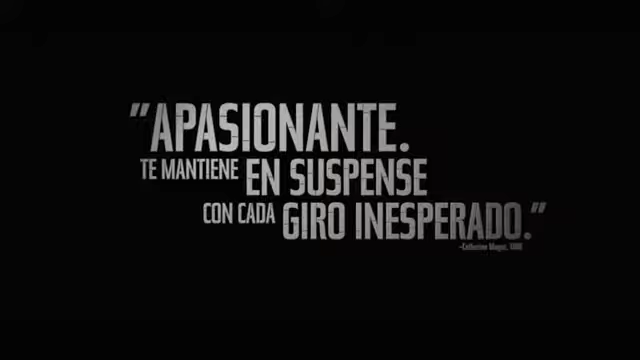 "APASIONANTE.
TE MANTIENE EN SUSPENSE
CON CADA GIRO INESPERADO."